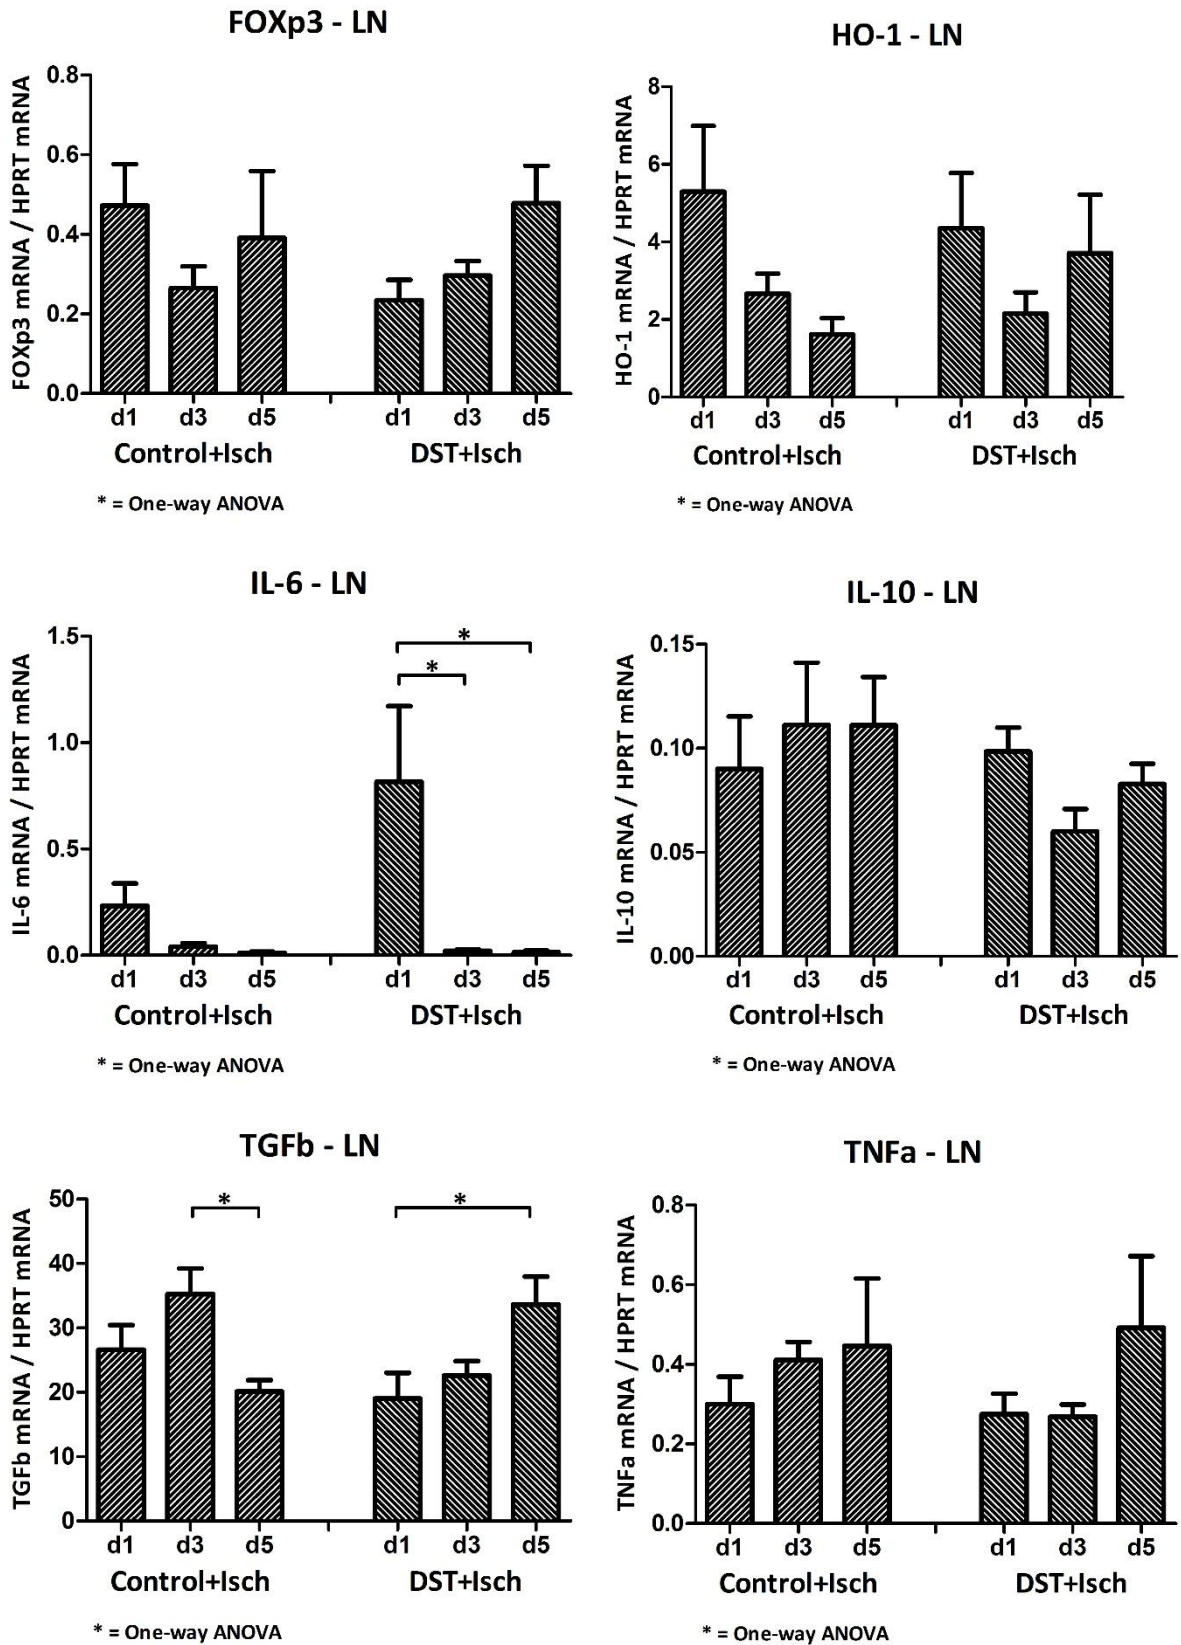 FOXp3 - LN
FOXp3 mRNA / HPRT mRNA
0.8
0.6
0.4
0.2
0.0
d1 d3 d5 d1 d3 d5
Control+Isch DST+Isch
* = One-way ANOVA
HO-1 - LN
HO-1 mRNA / HPRT mRNA
8
6
4
2
0
d1 d3 d5 d1 d3 d5
Control+Isch DST+Isch
* = One-way ANOVA
IL-6 - LN
IL-6 mRNA / HPRT mRNA
1.5
1.0
0.5
0.0
*
*
d1 d3 d5 d1 d3 d5
Control+Isch DST+Isch
* = One-way ANOVA
IL-10 - LN
IL-10 mRNA / HPRT mRNA
0.15
0.10
0.05
0.00
d1 d3 d5 d1 d3 d5
Control+Isch DST+Isch
* = One-way ANOVA
TGFb - LN
TGFb mRNA / HPRT mRNA
50
40
30
20
10
0
* *
d1 d3 d5 d1 d3 d5
Control+Isch DST+Isch
* = One-way ANOVA
TNFa - LN
TNFa mRNA / HPRT mRNA
0.8
0.6
0.4
0.2
0.0
d1 d3 d5 d1 d3 d5
Control+Isch DST+Isch
* = One-way ANOVA